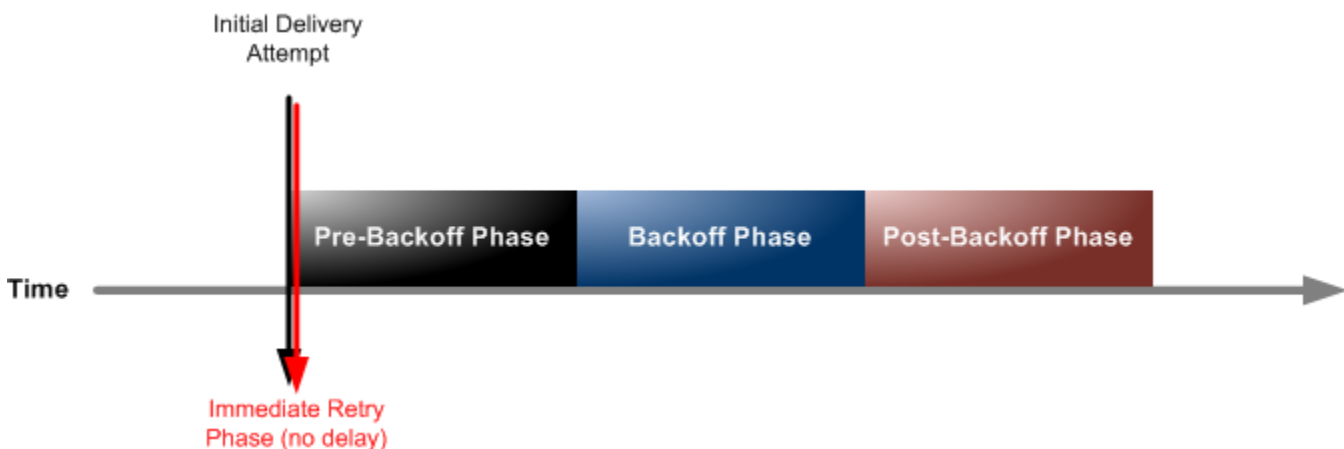 Initial Delivery
Attempt
Pre-Backoff Phase
Backoff Phase
Post-Backoff Phase
Time
Immediate Retry
Phase (no delay)